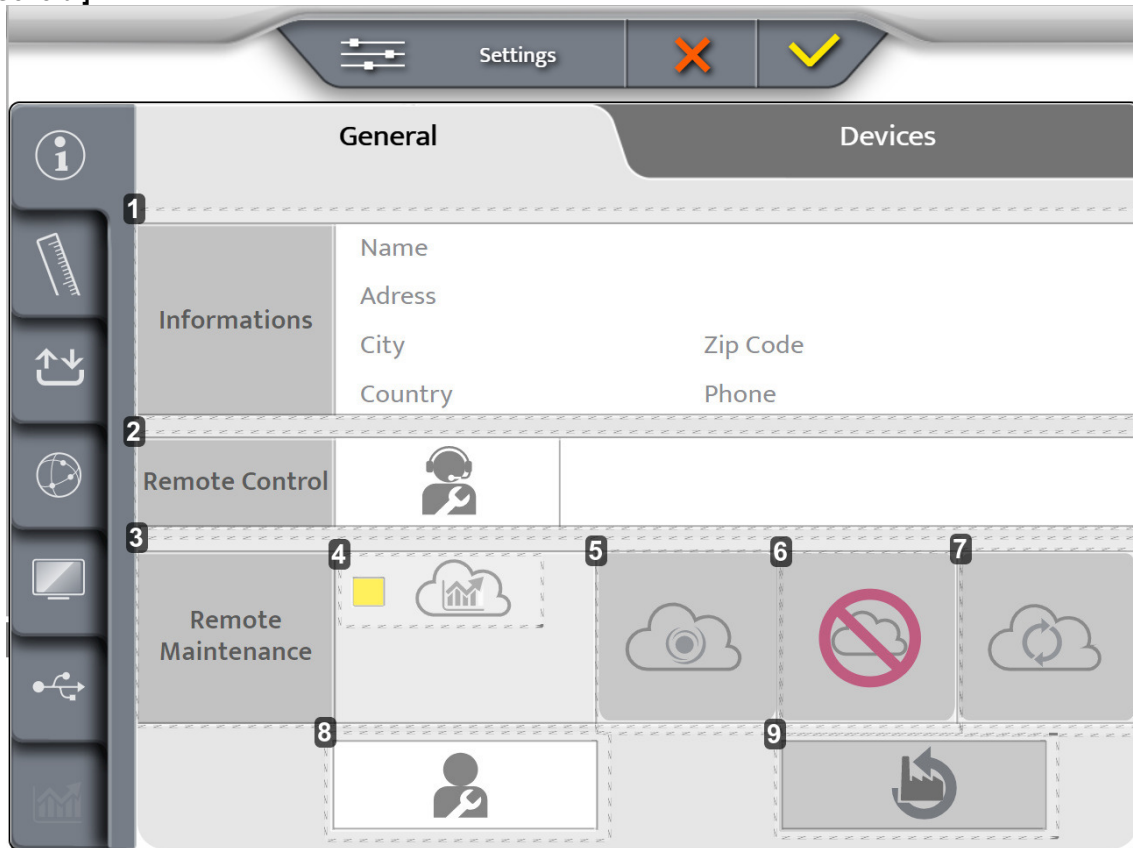 Settings
General
Devices
1
Informations
Name
Adress
City
Zip Code
Country
Phone
2
Remote Control
3
4
5
6
7
Remote
Maintenance
8
9